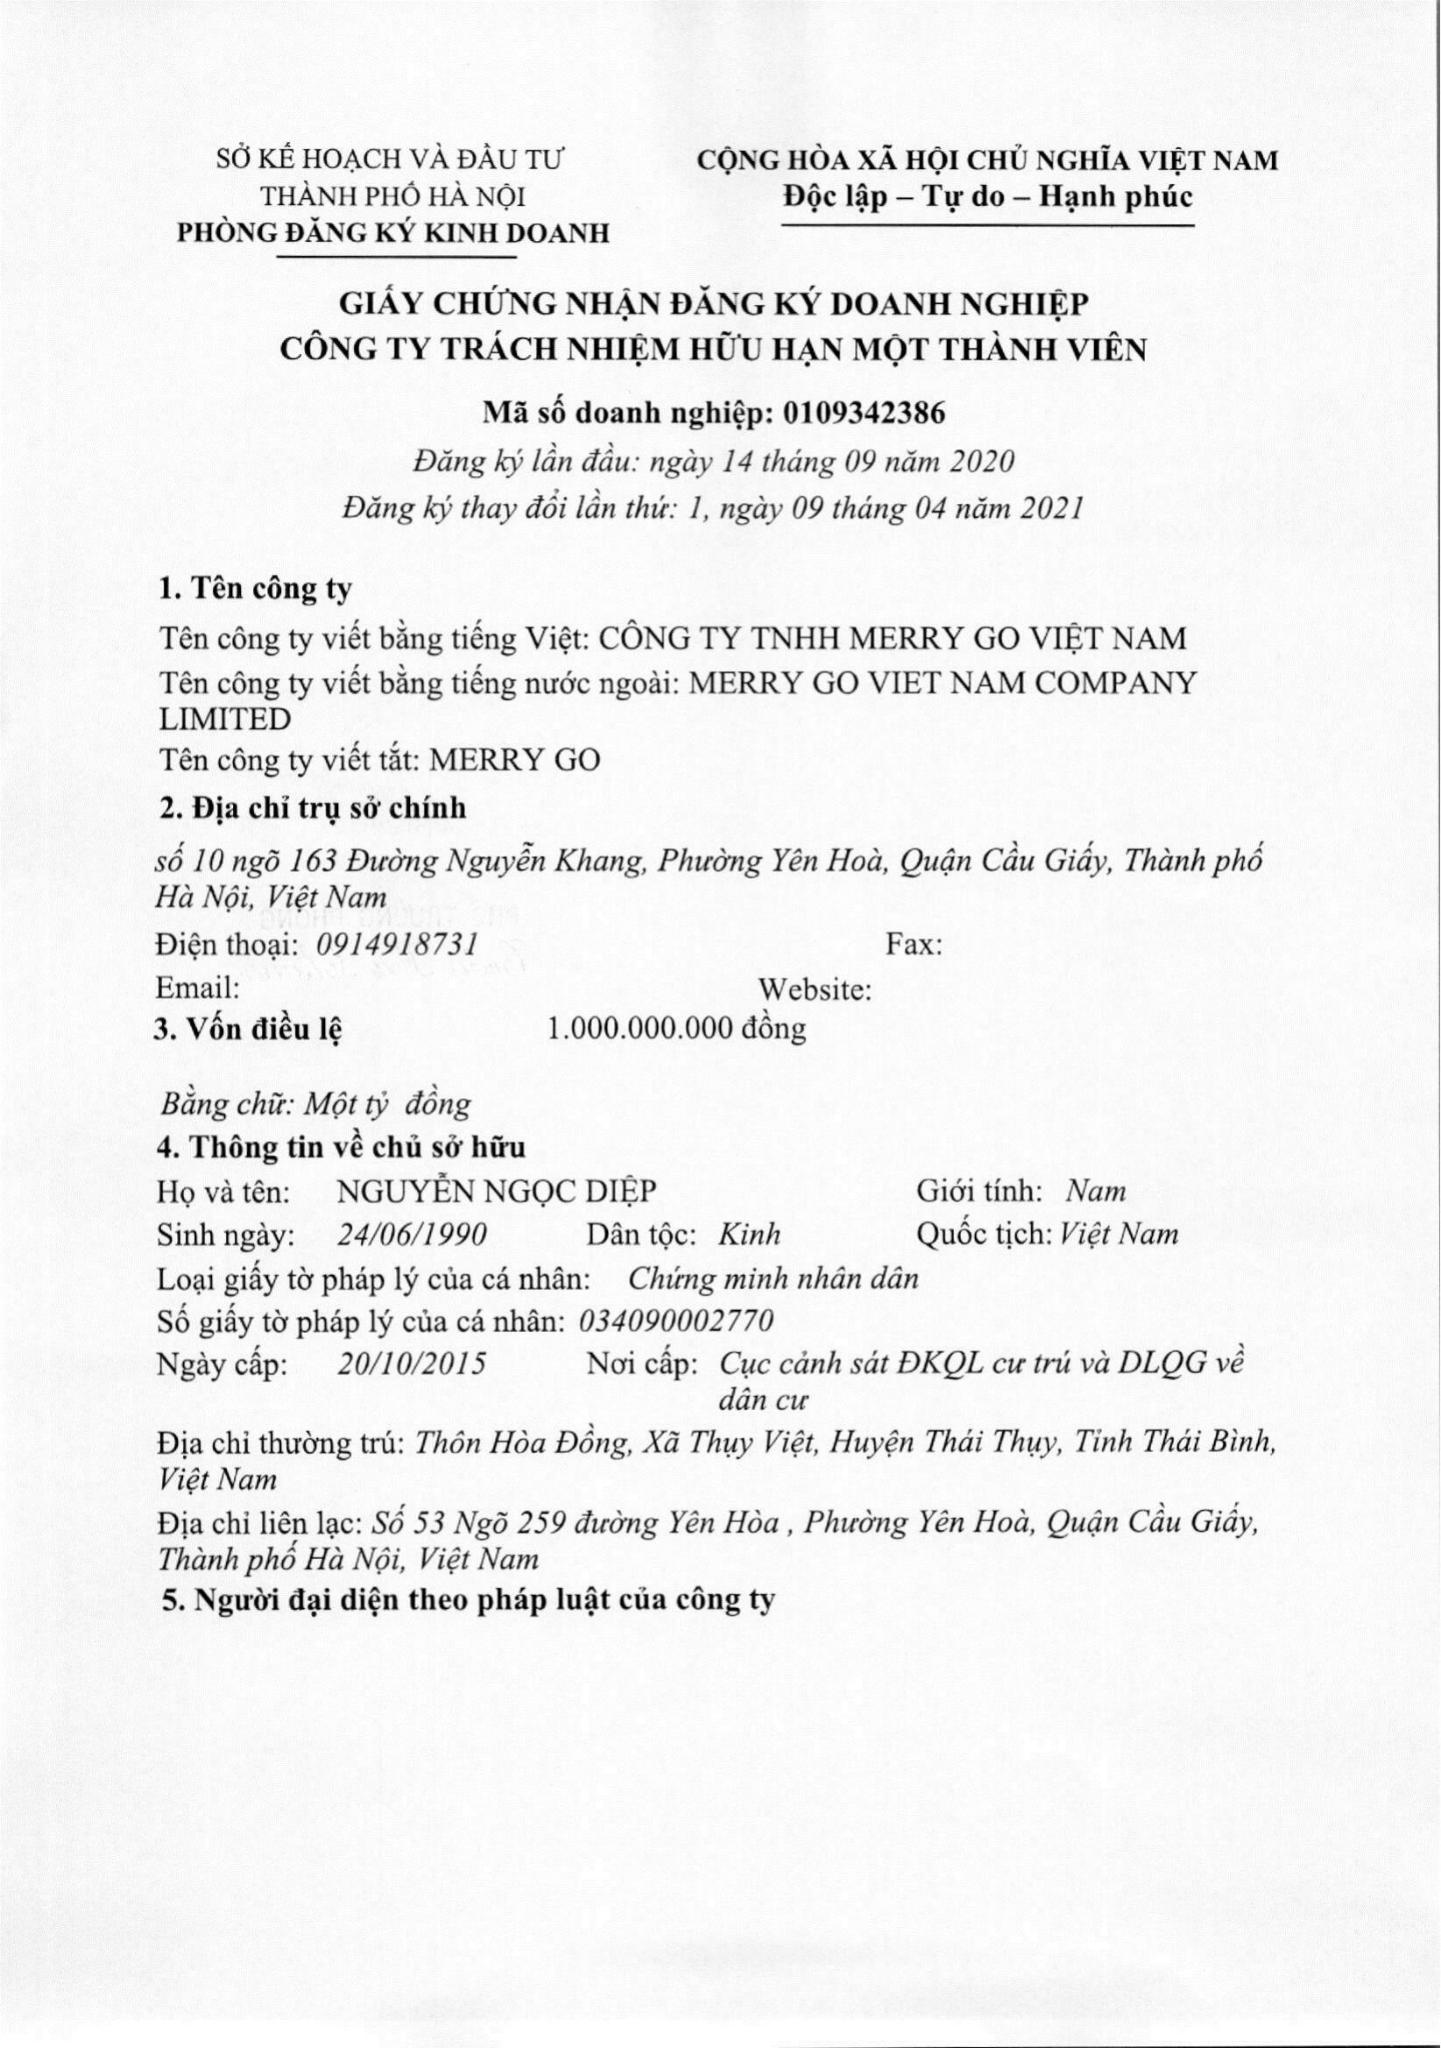 SỞ KẾ HOẠCH VÀ ĐẦU TƯ
THÀNH PHỐ HÀ NỘI
PHÒNG ĐĂNG KÝ KINH DOANH
CỘNG HÒA XÃ HỘI CHỦ NGHĨA VIỆT NAM
Độc lập – Tự do – Hạnh phúc
GIẤY CHỨNG NHẬN ĐĂNG KÝ DOANH NGHIỆP
CÔNG TY TRÁCH NHIỆM HỮU HẠN MỘT THÀNH VIÊN
Mã số doanh nghiệp: 0109342386
Đăng ký lần đầu: ngày 14 tháng 09 năm 2020
Đăng ký thay đổi lần thứ: 1, ngày 09 tháng 04 năm 2021
1. Tên công ty
Tên công ty viết bằng tiếng Việt: CÔNG TY TNHH MERRY GO VIỆT NAM
Tên công ty viết bằng tiếng nước ngoài: MERRY GO VIET NAM COMPANY
LIMITED
Tên công ty viết tắt: MERRY GO
2. Địa chỉ trụ sở chính
số 10 ngõ 163 Đường Nguyễn Khang, Phường Yên Hoà, Quận Cầu Giấy, Thành phố
Hà Nội, Việt Nam
Điện thoại: 0914918731 Fax:
Email: Website:
3. Vốn điều lệ 1.000.000.000 đồng
Bằng chữ: Một tỷ đồng
4. Thông tin về chủ sở hữu
Họ và tên: NGUYỄN NGỌC DIỆP Giới tính: Nam
Sinh ngày: 24/06/1990 Dân tộc: Kinh Quốc tịch: Việt Nam
Loại giấy tờ pháp lý của cá nhân: Chứng minh nhân dân
Số giấy tờ pháp lý của cá nhân: 034090002770
Ngày cấp: 20/10/2015 Nơi cấp: Cục cảnh sát ĐKQL cư trú và DLQG về
dân cư
Địa chỉ thường trú: Thôn Hòa Đồng, Xã Thụy Việt, Huyện Thái Thụy, Tỉnh Thái Bình,
Việt Nam
Địa chỉ liên lạc: Số 53 Ngõ 259 đường Yên Hòa , Phường Yên Hoà, Quận Cầu Giấy,
Thành phố Hà Nội, Việt Nam
5. Người đại diện theo pháp luật của công ty